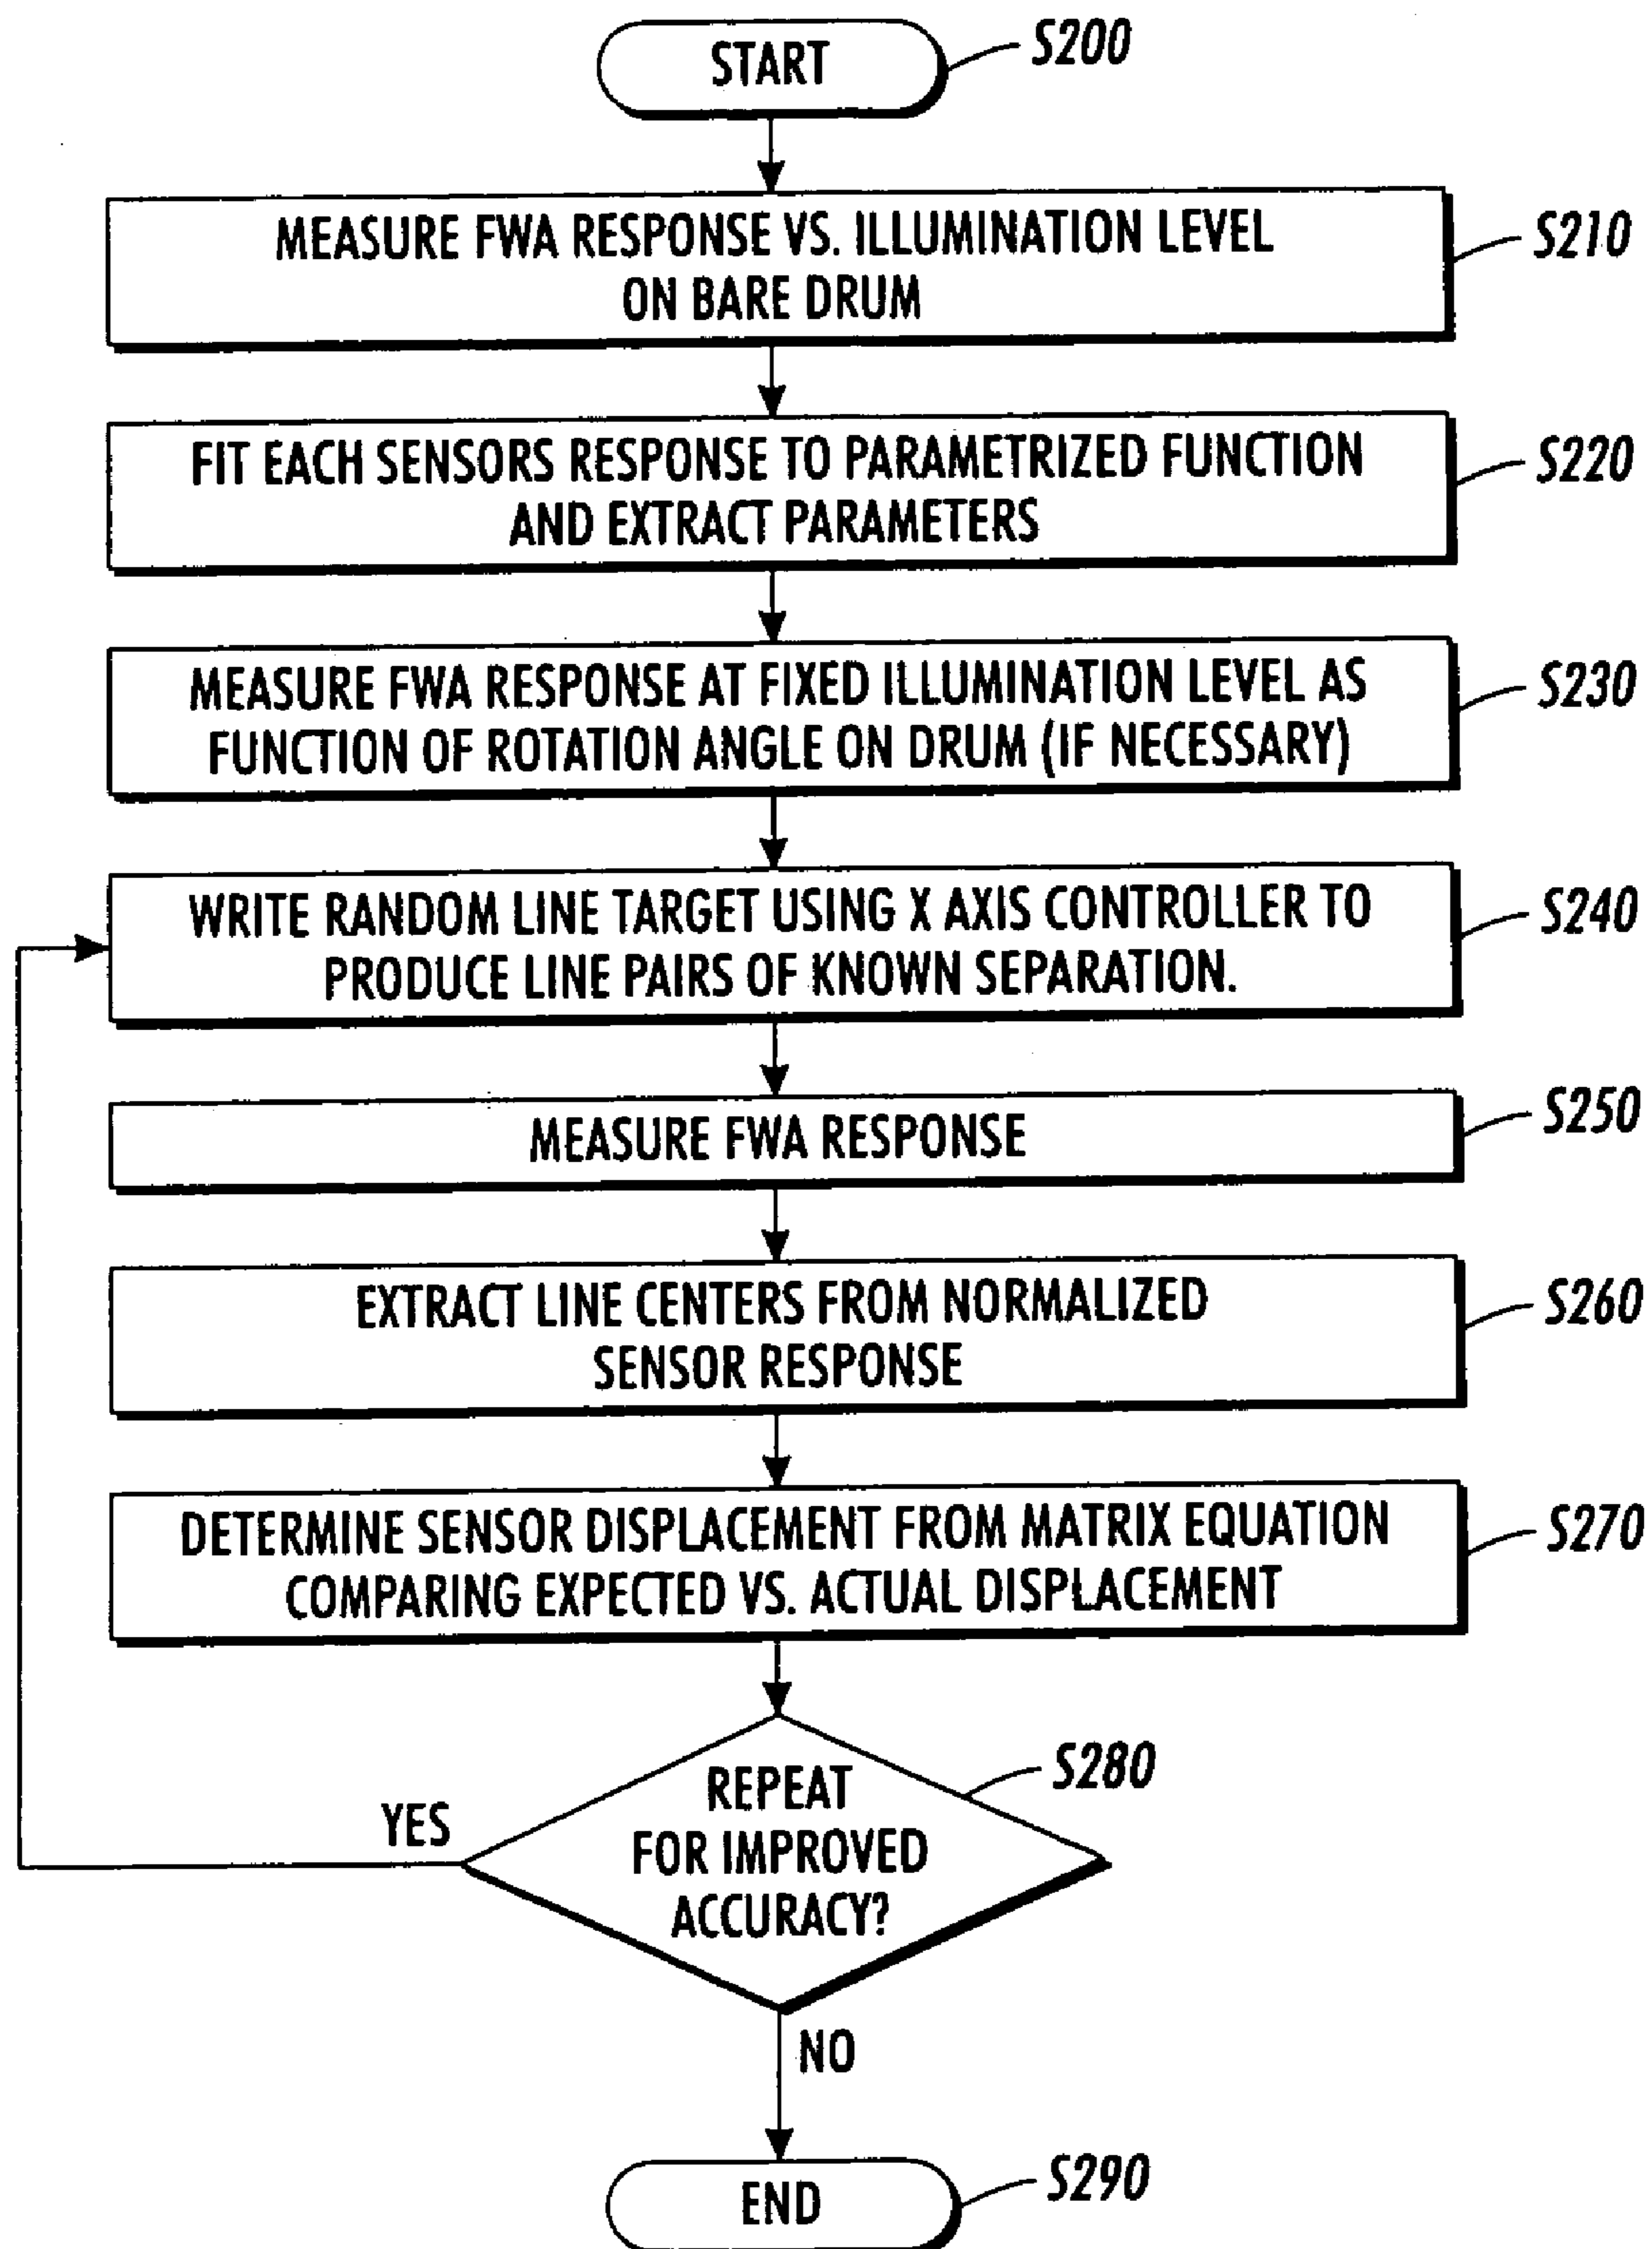 START
S200
MEASURE FWA RESPONSE VS. ILLUMINATION LEVEL
ON BARE DRUM
S210
FIT EACH SENSORS RESPONSE TO PARAMETRIZED FUNCTION
AND EXTRACT PARAMETERS
S220
MEASURE FWA RESPONSE AT FIXED ILLUMINATION LEVEL AS
FUNCTION OF ROTATION ANGLE ON DRUM (IF NECESSARY)
S230
WRITE RANDOM LINE TARGET USING X AXIS CONTROLLER TO
PRODUCE LINE PAIRS OF KNOWN SEPARATION.
S240
MEASURE FWA RESPONSE
S250
EXTRACT LINE CENTERS FROM NORMALIZED
SENSOR RESPONSE
S260
DETERMINE SENSOR DISPLACEMENT FROM MATRIX EQUATION
COMPARING EXPECTED VS. ACTUAL DISPLACEMENT
S270
REPEAT
FOR IMPROVED
ACCURACY?
S280
YES
NO
END
S290